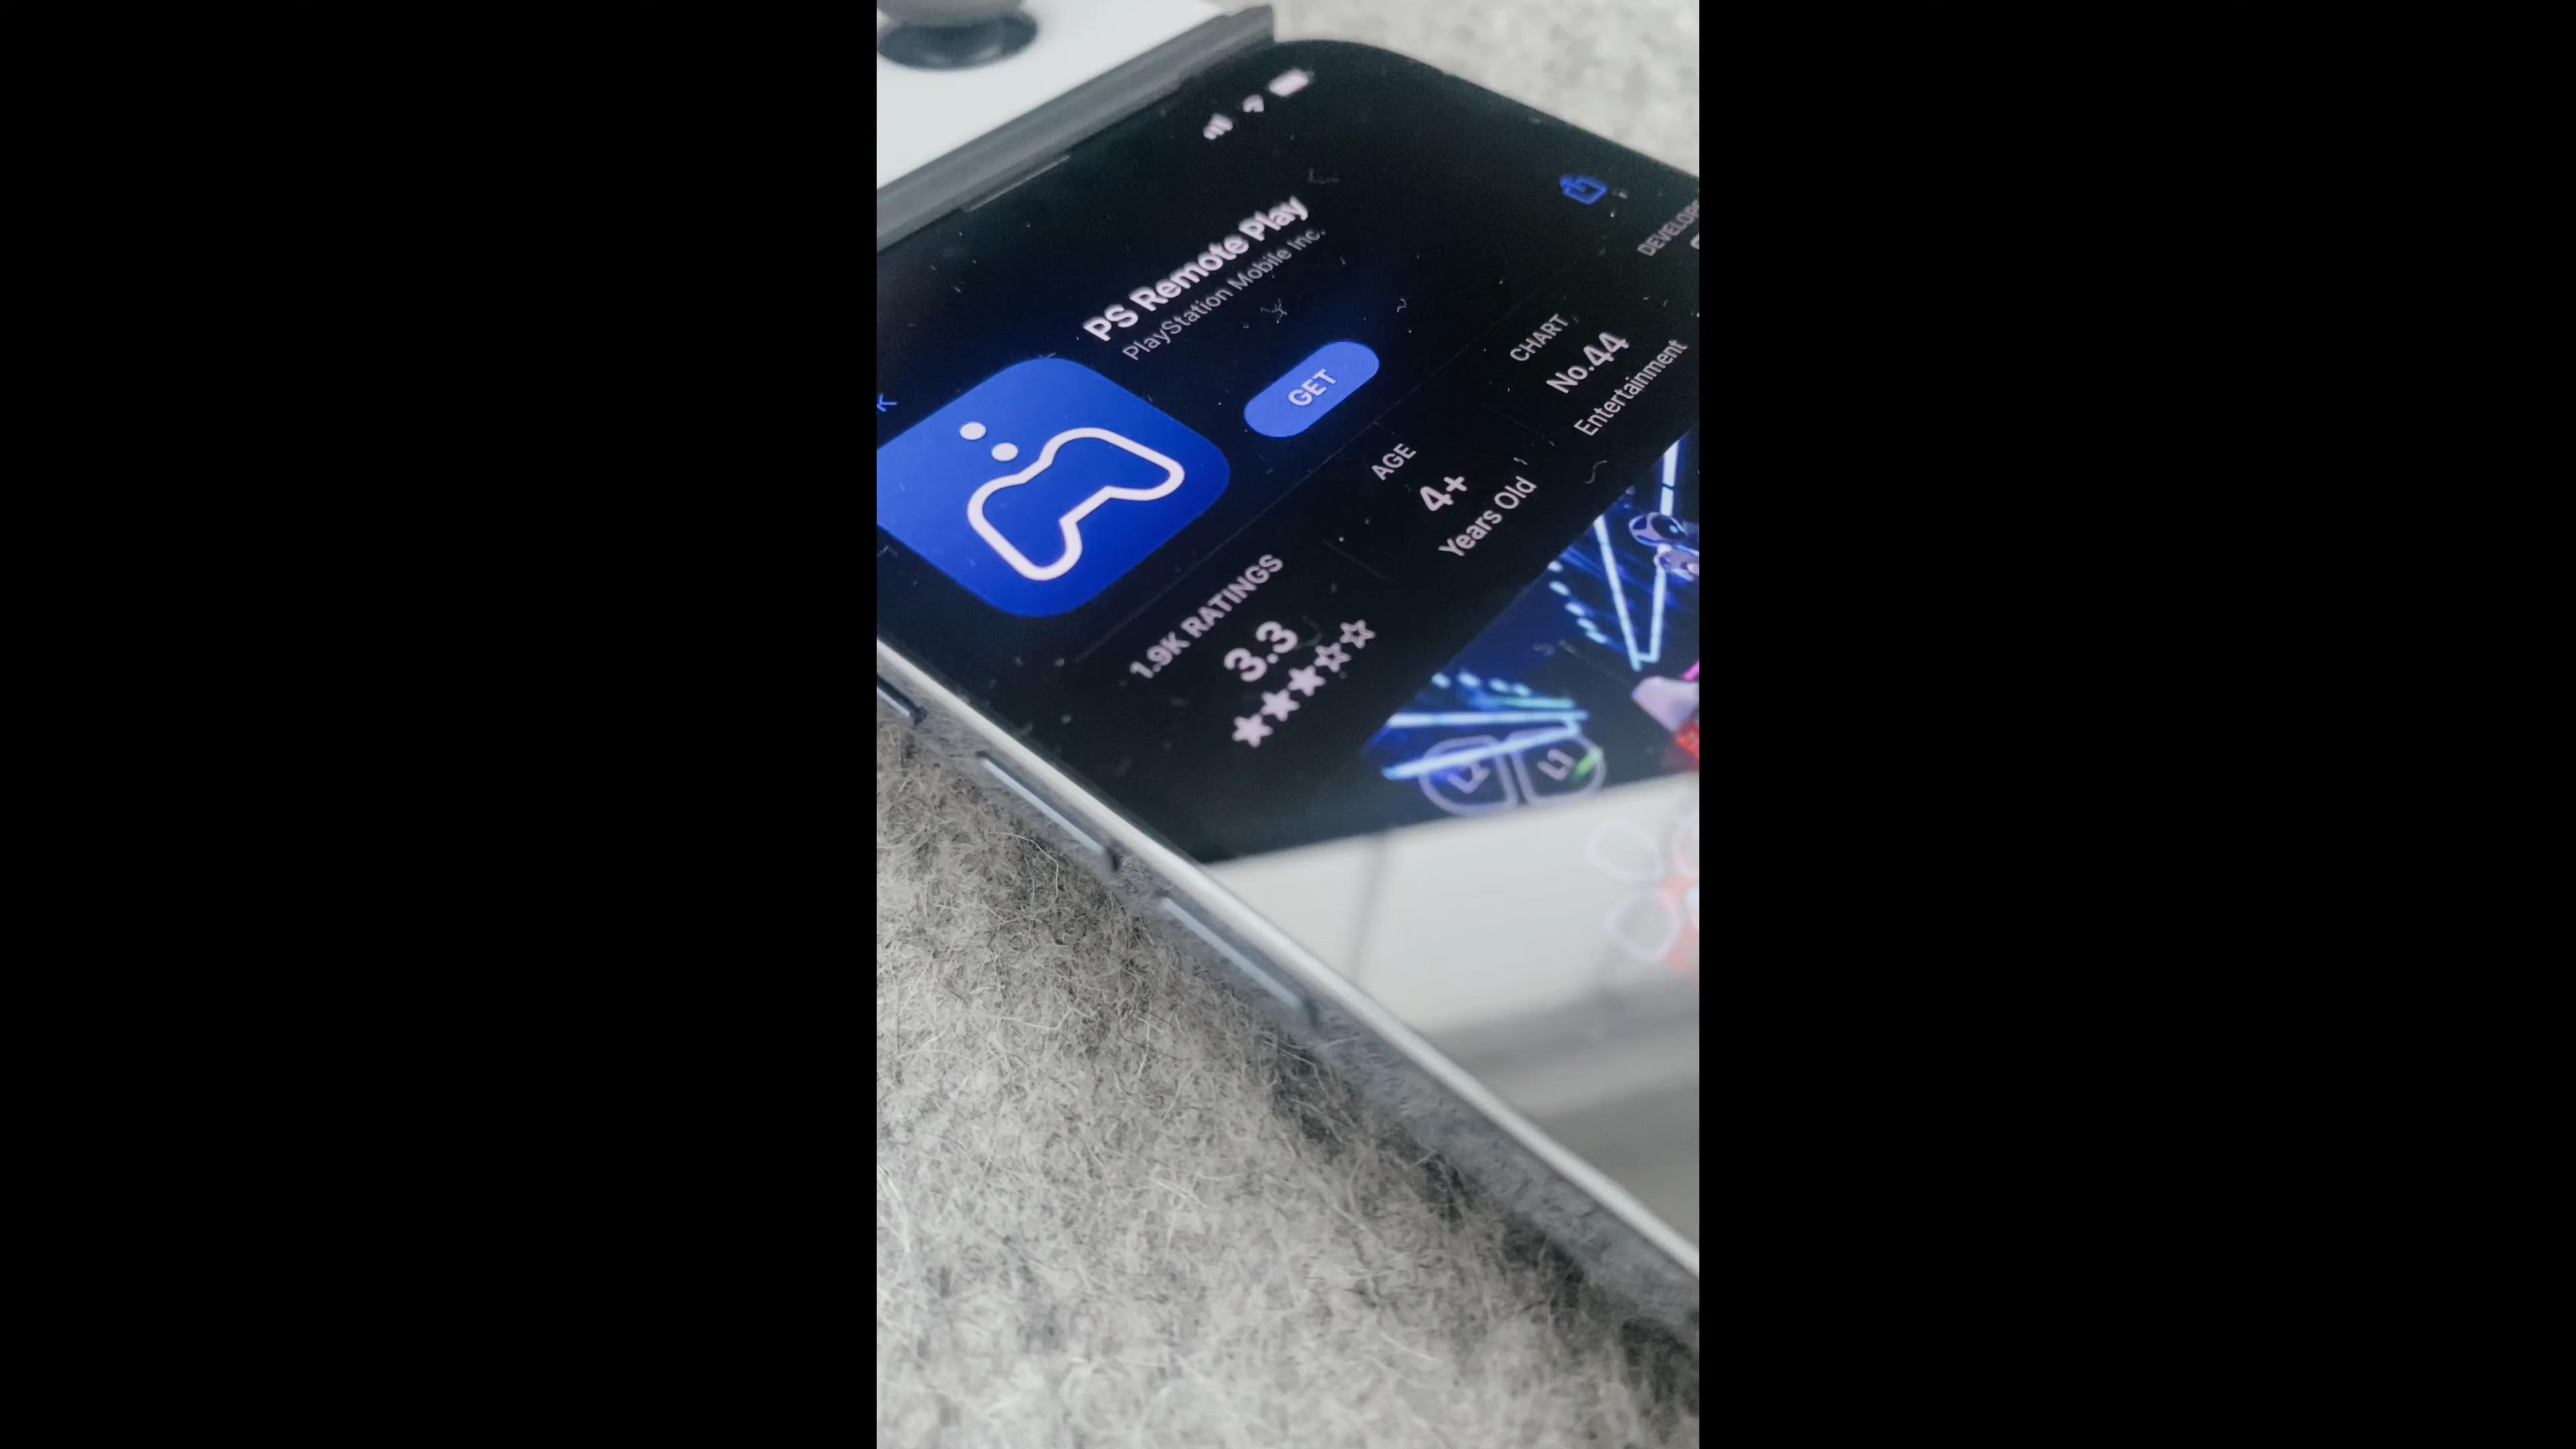 PS Remote Play
PlayStation Mobile Inc.
GET
1.9K RATINGS
3.3
AGE
4+
Years Old
CHART
No.44
Entertainment
L1